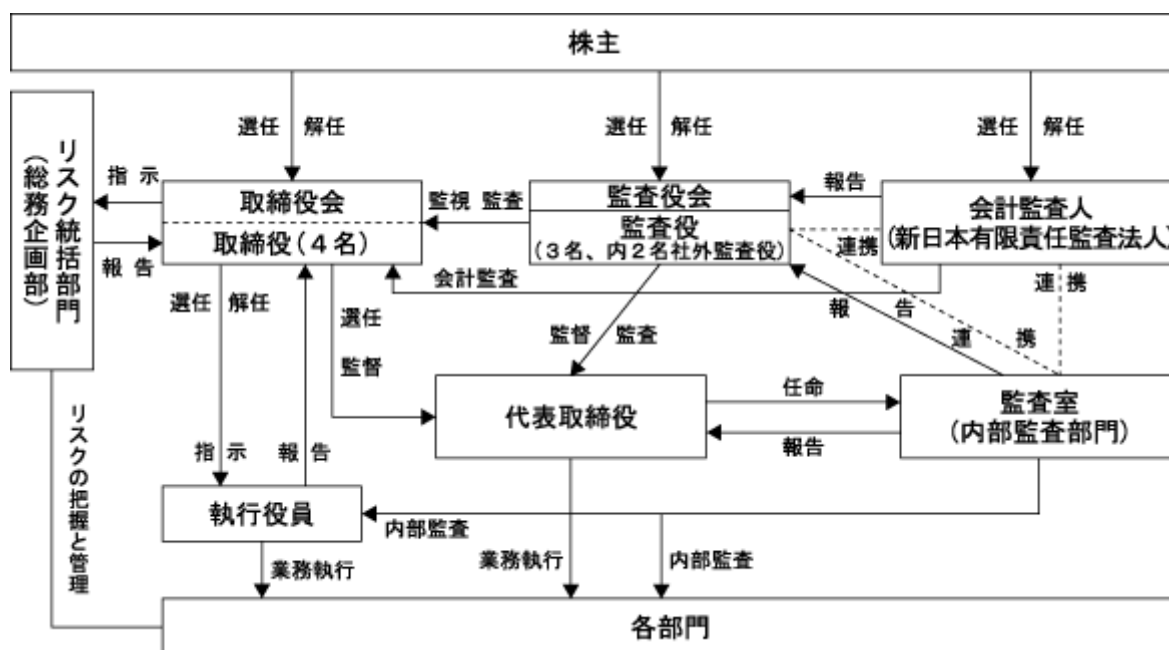 株主
選任 解任
選任 解任
選任 解任
リスク統括部門
(総務企画部)
指示
報告
取締役会
取締役(4名)
監視 監査
監査役会
監査役
(3名、内2名社外監査役)
報告
連携
会計監査人
(新日本有限責任監査法人)
会計監査
連携
報告
連携
選任 解任
選任
監督
監督 監査
代表取締役
任命
報告
監査室
(内部監査部門)
リスクの把握と管理
指示
報告
執行役員
内部監査
業務執行
業務執行
内部監査
各部門